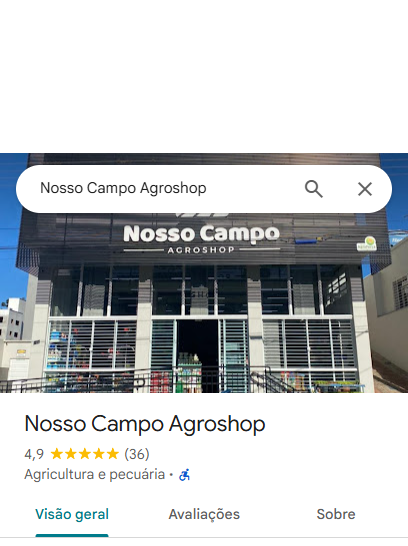 Nosso Campo Agroshop
Nosso Campo
AGROSHOP
Nosso Campo Agroshop
4,9 (36)
Agricultura e pecuária ·
Visão geral Avaliações Sobre